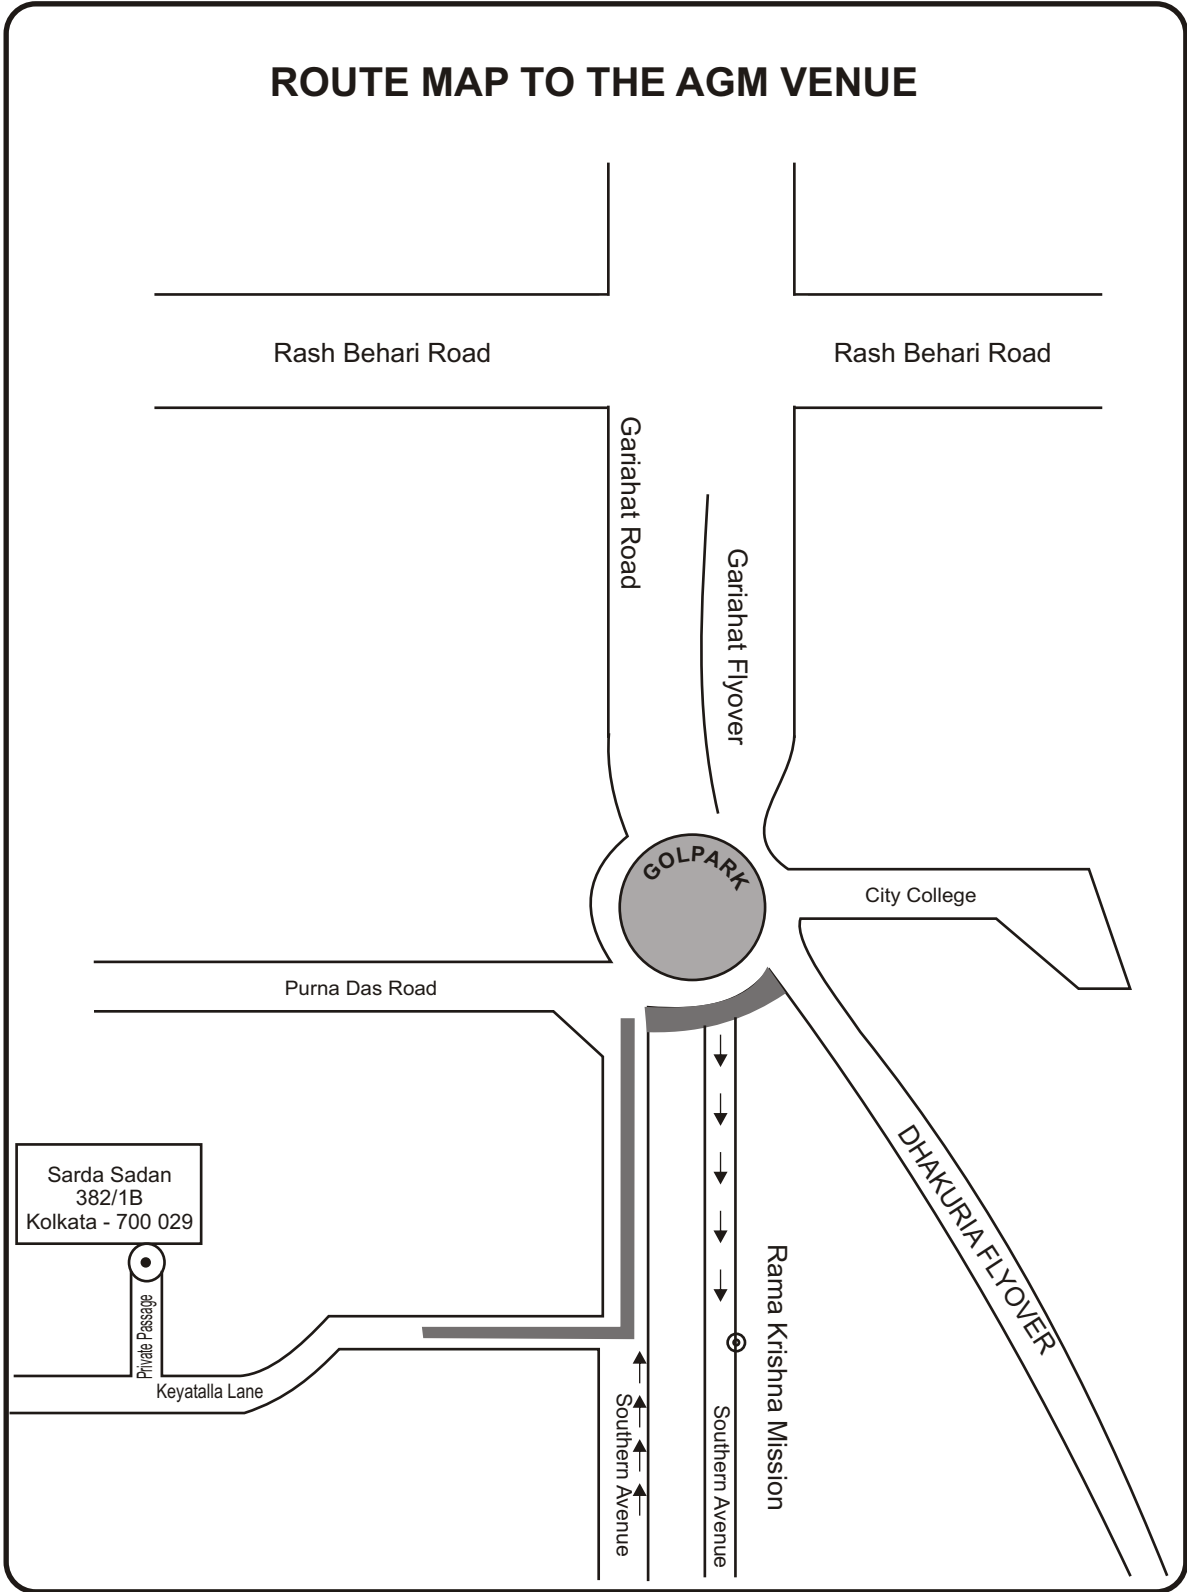 ROUTE MAP TO THE AGM VENUE
Rash Behari Road
Rash Behari Road
Gariahat Road
Gariahat Flyover
GOLPARK
City College
Purna Das Road
DHAKURIA FLYOVER
Sarda Sadan
382/1B
Kolkata - 700 029
Private Passage
Keyatalla Lane
Rama Krishna Mission
Southern Avenue
Southern Avenue